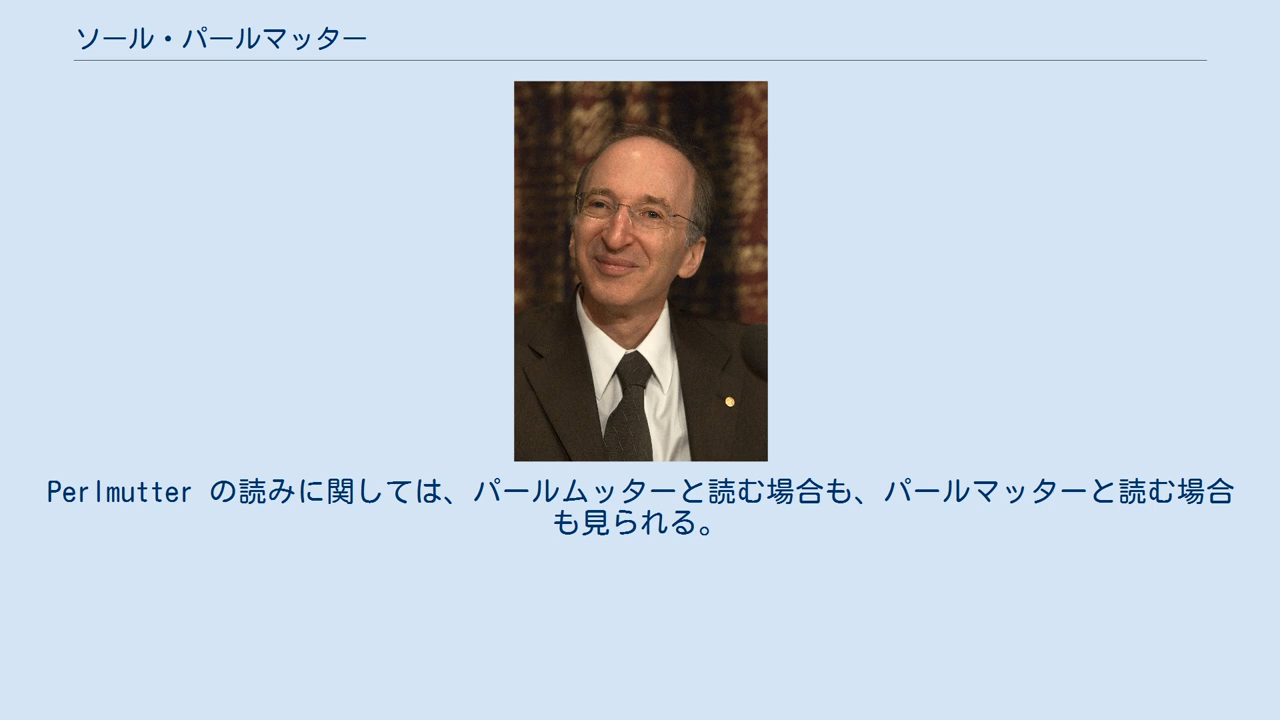 ソール・パールマッター
Perlmutter の読みに関しては、パールムッターと読む場合も、パールマッターと読む場合
も見られる。